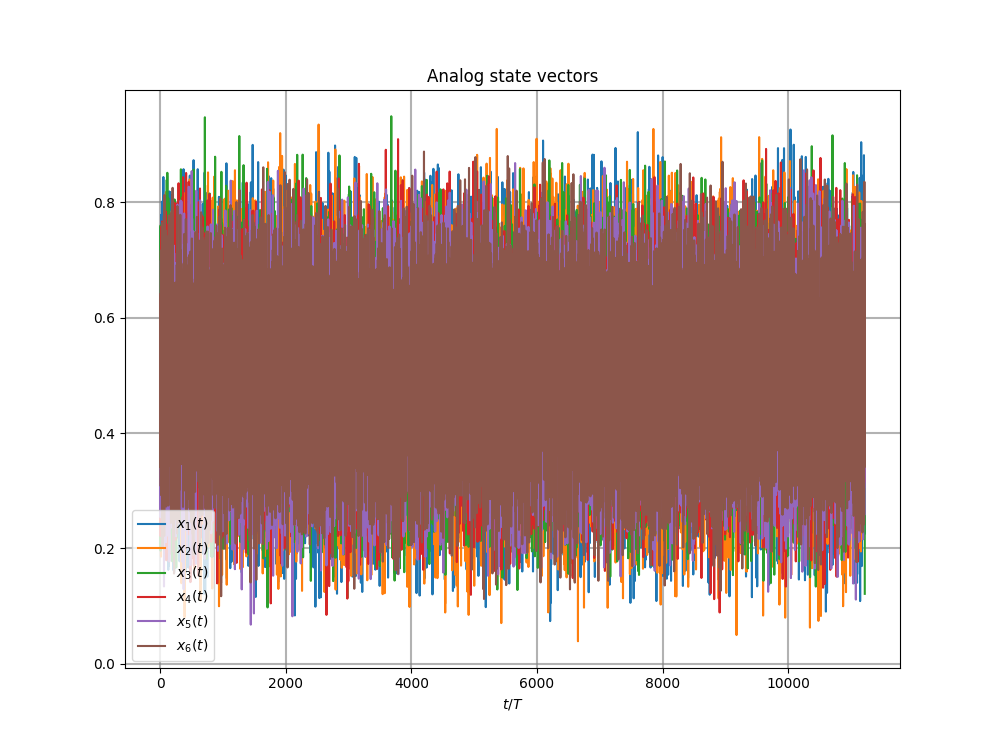 Analog state vectors
0.8
0.6
0.4
0.2
0.0
x₁(t)
x₂(t)
x₃(t)
x₄(t)
x₅(t)
x₆(t)
0 2000 4000 6000 8000 10000
t/T